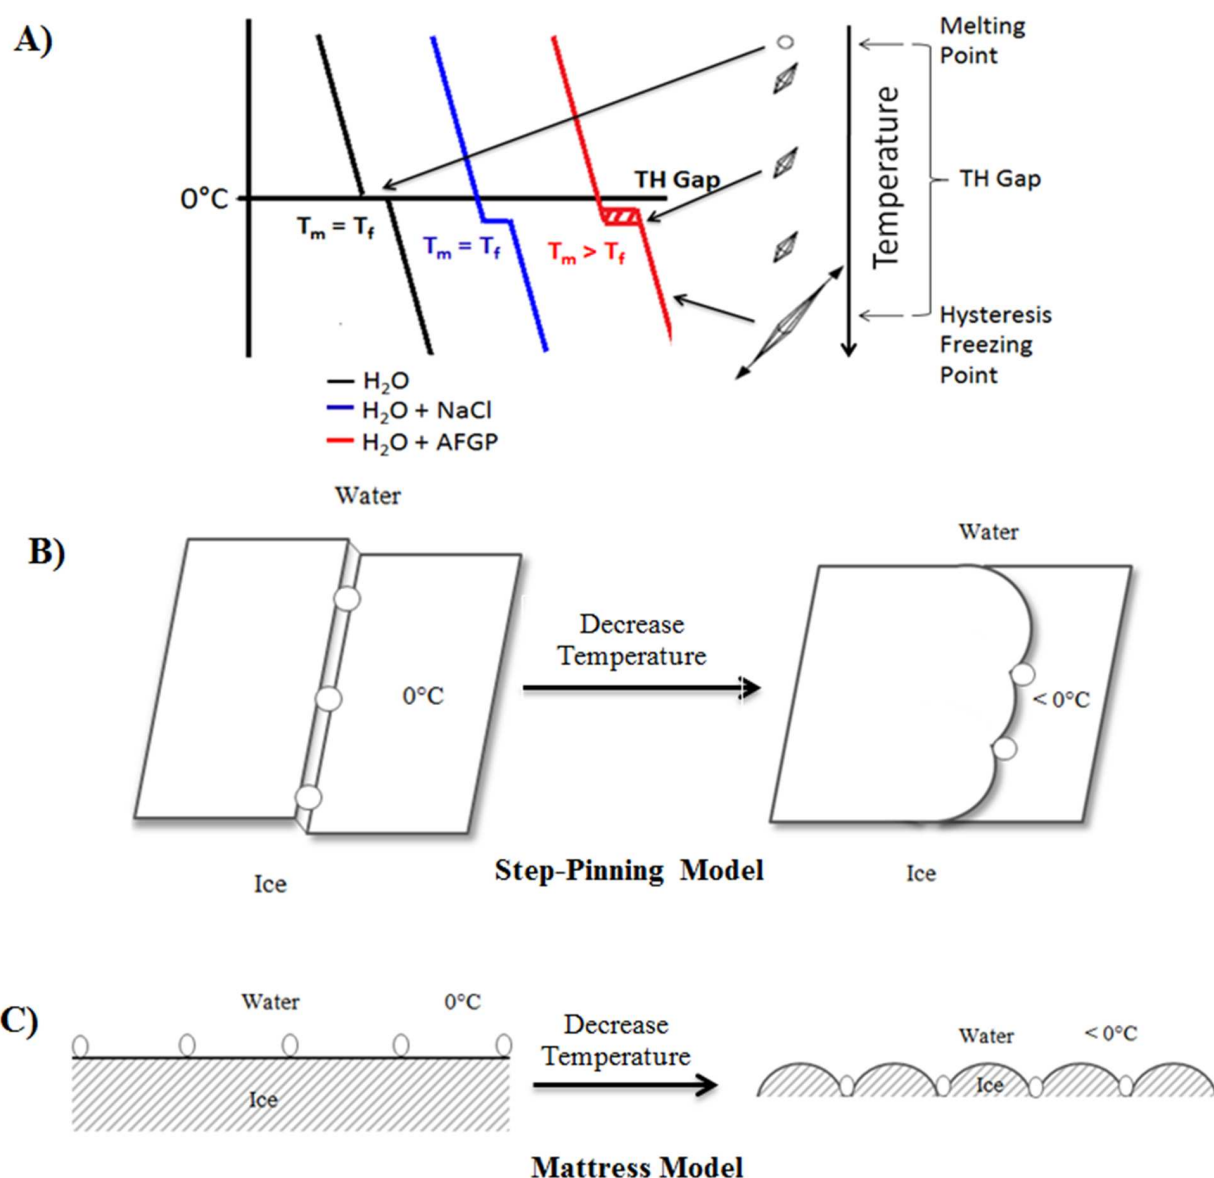 A)
Melting
Point
Temperature
TH Gap
TH Gap
0°C
Tm = Tf
Tm = Tf
Tm > Tf
Hysteresis
Freezing
Point
H2O
H2O + NaCl
H2O + AFGP
B)
Water
Water
Decrease
Temperature
0°C
< 0°C
Ice
Step-Pinning Model
Ice
C)
Water
0°C
Decrease
Temperature
Water
< 0°C
Ice
Ice
Mattress Model